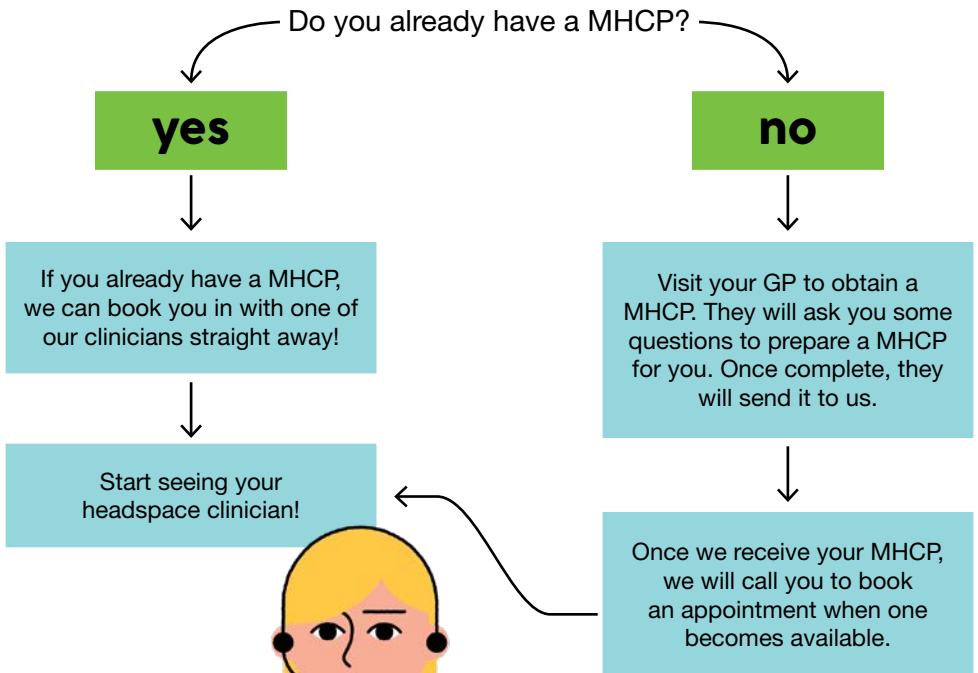 Do you already have a MHCP?
yes
If you already have a MHCP,
we can book you in with one of
our clinicians straight away!
Start seeing your
headspace clinician!
no
Visit your GP to obtain a
MHCP. They will ask you some
questions to prepare a MHCP
for you. Once complete, they
will send it to us.
Once we receive your MHCP,
we will call you to book
an appointment when one
becomes available.